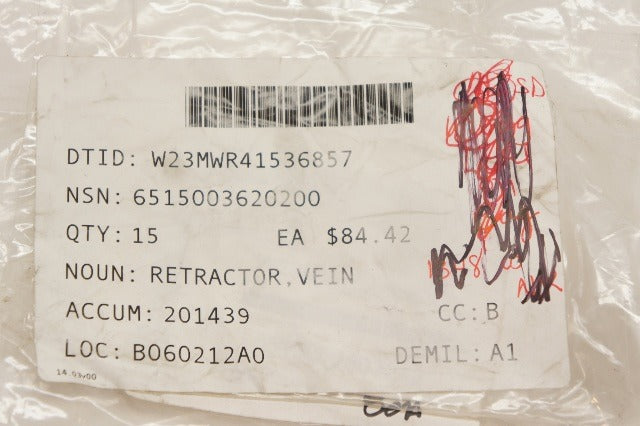 DTID: W23MWR41536857
NSN: 6515003620200
QTY: 15 EA $84.42
NOUN: RETRACTOR,VEIN
ACCUM: 201439 CC: B
LOC: B060212A0 DEMIL: A1